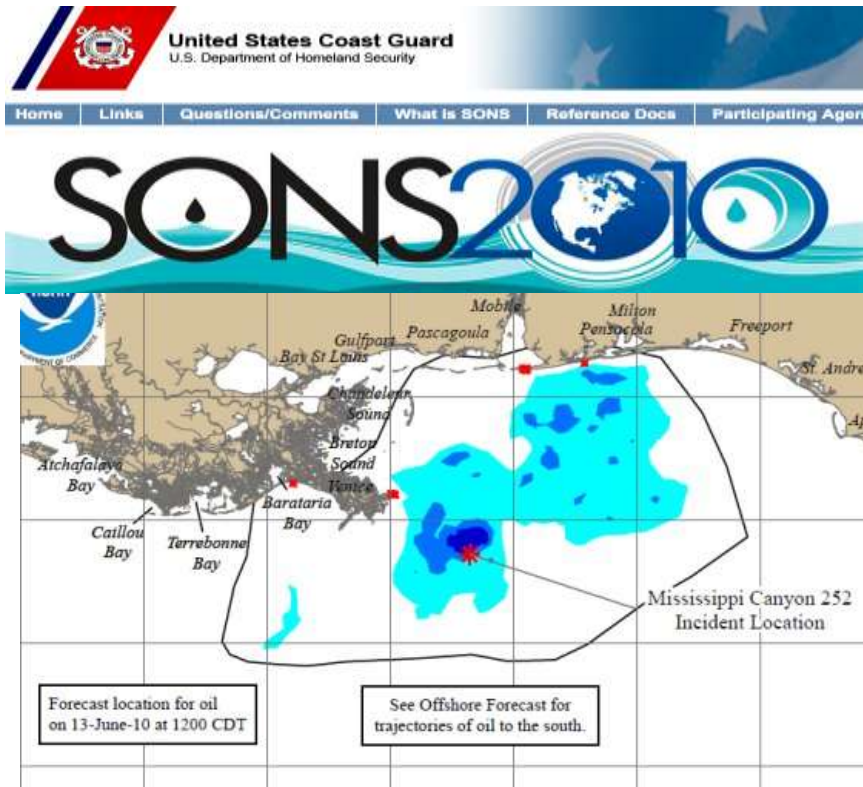 United States Coast Guard
U.S. Department of Homeland Security
Home Links Questions/Comments What is SONS Reference Docs Participating Agen
SONS2010
Mobile
Milton
Pensocola
Freeport
Pascagoula
Gulfport
Bay St Louis
St. Andre
Chandeleur
Sound
Breton
Sound
Venice
Atchafalaya
Bay
Barataria
Bay
Caillou
Bay
Terrebonne
Bay
Mississippi Canyon 252
Incident Location
Forecast location for oil
on 13-June-10 at 1200 CDT
See Offshore Forecast for
trajectories of oil to the south.